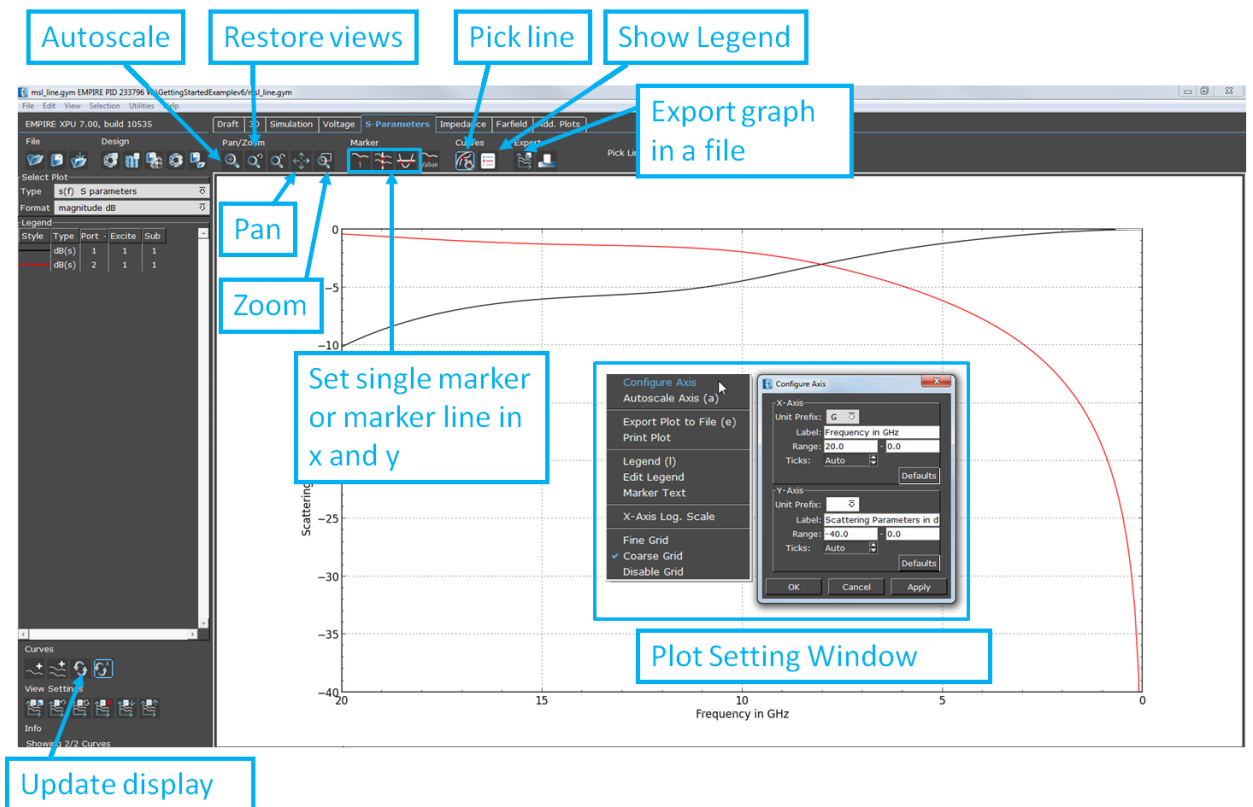 Autoscale
Restore views
Pick line
Show Legend
msl_line.gym EMPIRE PID 233796
msl_line.gym
File Edit View Selection Utilities Help
Export graph
in a file
EMPIRE XPU 7.00, build 10535
Draft 3D Simulation Voltage S-Parameters Impedance Farfield Add. Plots
File Design Pan/Zoom Marker Curves Export
Pick
1 Value
Select Plot
Type s(f) S parameters
Format magnitude dB
Legend
Style Type Port Excite Sub
dB(s) 1 1 1
dB(s) 2 1 1
Pan
Zoom
Set single marker
or marker line in
x and y
0
−5
−10
−25
−30
−35
−40
Scattering
20 15 10 5 0
Frequency in GHz
Configure Axis
Autoscale Axis (a)
Export Plot to File (e)
Print Plot
Legend (l)
Edit Legend
Marker Text
X-Axis Log. Scale
Fine Grid
Coarse Grid
Disable Grid
Configure Axis
X-Axis
Unit Prefix: G
Label: Frequency in GHz
Range: 20.0 - 0.0
Ticks: Auto
Defaults
Y-Axis
Unit Prefix:
Label: Scattering Parameters in d
Range: -40.0 - 0.0
Ticks: Auto
Defaults
OK Cancel Apply
Plot Setting Window
Curves
View Settings
Info
Showing 2/2 Curves
Update display